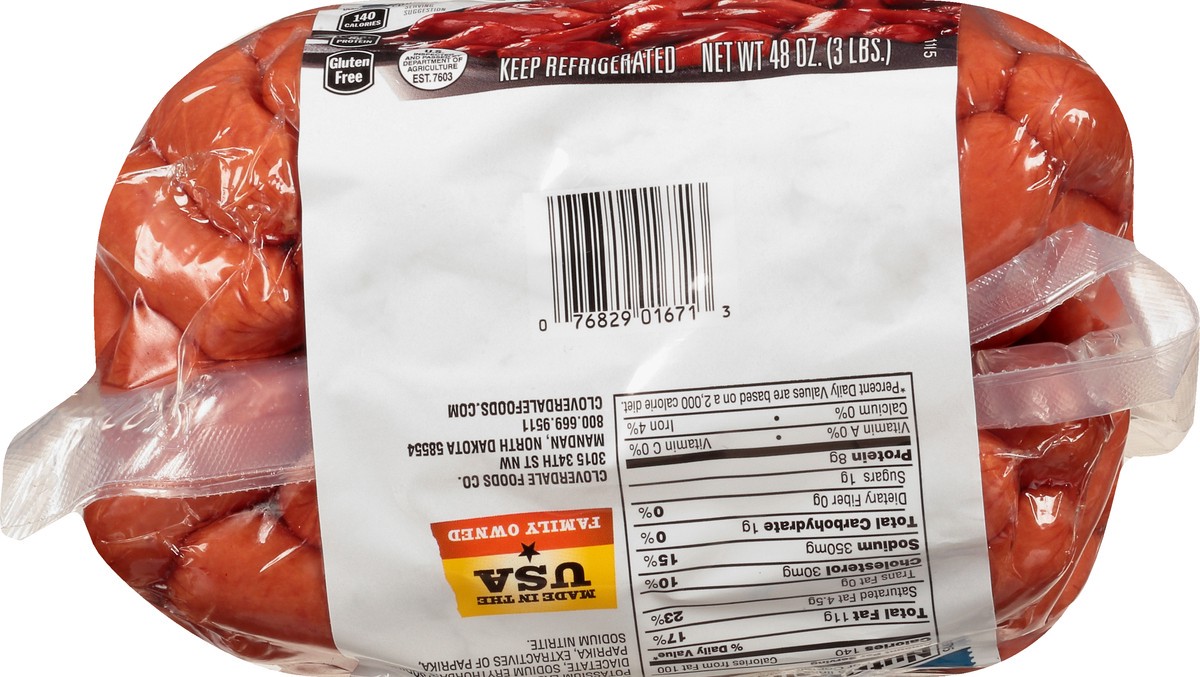 140
CALORIES
SERVING
SUGGESTION
PROTEIN
Gluten
Free
U.S.
INSPECTED
AND PASSED BY
DEPARTMENT OF
AGRICULTURE
EST. 7603
KEEP REFRIGERATED NET WT 48 OZ. (3 LBS.)
115
0 76829 01671 3
Calories 140
Calories from Fat 100
% Daily Value*
Total Fat 11g 17%
Saturated Fat 4.5g 23%
Trans Fat 0g
Cholesterol 30mg 10%
Sodium 350mg 15%
Total Carbohydrate 1g 0%
Dietary Fiber 0g 0%
Sugars 1g
Protein 8g
Vitamin A 0% • Vitamin C 0%
Calcium 0% • Iron 4%
*Percent Daily Values are based on a 2,000 calorie diet.
DIACETATE, SODIUM
PAPRIKA, EXTRACTIVES OF PAPRIKA,
SODIUM NITRITE.
MADE IN THE
USA
FAMILY OWNED
CLOVERDALE FOODS CO.
3015 34TH ST NW
MANDAN, NORTH DAKOTA 58554
800.669.9511
CLOVERDALEFOODS.COM